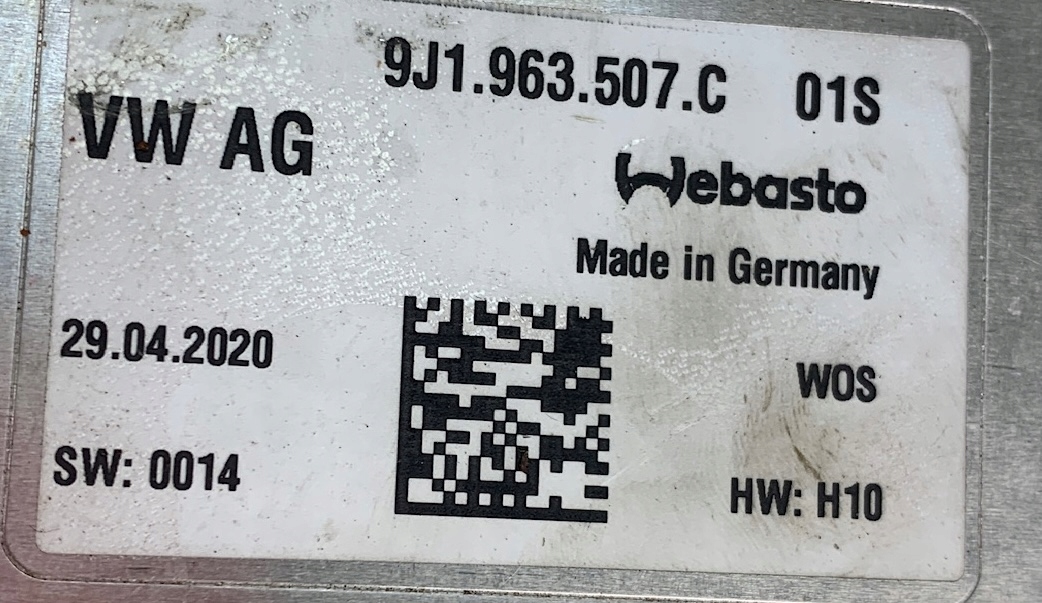 9J1.963.507.C 01S
VW AG
Webasto
Made in Germany
29.04.2020
WOS
SW: 0014
HW: H10